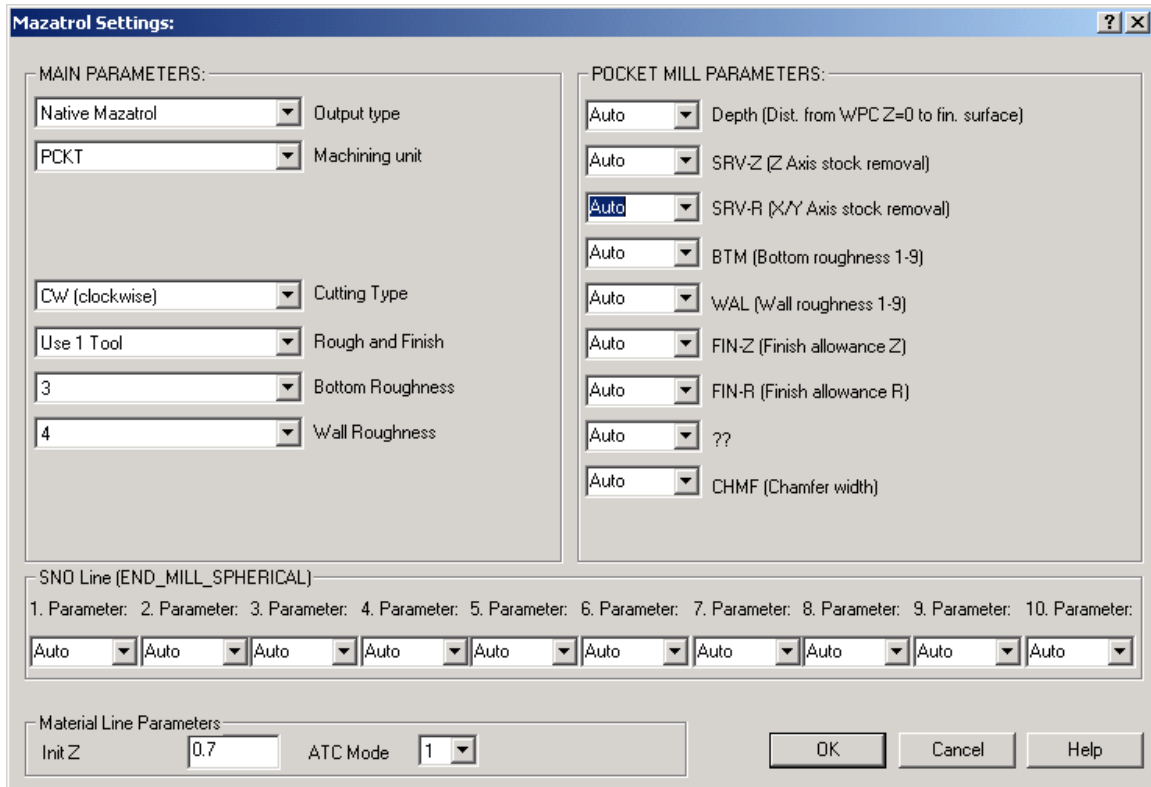 Mazatrol Settings:
MAIN PARAMETERS:
Native Mazatrol Output type
PCKT Machining unit
CW (clockwise) Cutting Type
Use 1 Tool Rough and Finish
3 Bottom Roughness
4 Wall Roughness
POCKET MILL PARAMETERS:
Auto Depth (Dist. from WPC Z=0 to fin. surface)
Auto SRV-Z (Z Axis stock removal)
Auto SRV-R (X/Y Axis stock removal)
Auto BTM (Bottom roughness 1-9)
Auto WAL (Wall roughness 1-9)
Auto FIN-Z (Finish allowance Z)
Auto FIN-R (Finish allowance R)
Auto ??
Auto CHMF (Chamfer width)
SNO Line (END_MILL_SPHERICAL)
1. Parameter: 2. Parameter: 3. Parameter: 4. Parameter: 5. Parameter: 6. Parameter: 7. Parameter: 8. Parameter: 9. Parameter: 10. Parameter:
Auto Auto Auto Auto Auto Auto Auto Auto Auto Auto
Material Line Parameters
Init Z 0.7 ATC Mode 1
OK Cancel Help